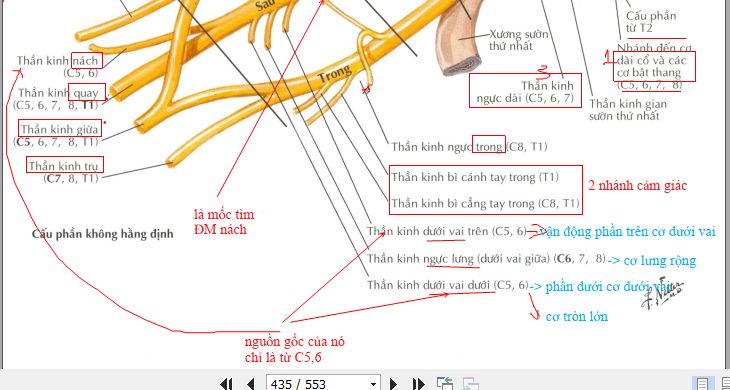 Sau
Trong
Cấu phần
từ T2
Xương sườn
thứ nhất
1
Nhánh đến cơ
dài cổ và các
cơ bật thang
(C5, 6, 7, 8)
3
Thần kinh
ngực dài (C5, 6, 7)
Thần kinh gian
sườn thứ nhất
Thần kinh nách
(C5, 6)
Thần kinh quay
(C5, 6, 7, 8, T1)
Thần kinh giữa
(C5, 6, 7, 8, T1)
Thần kinh trụ
(C7, 8, T1)
Cấu phần không hằng định
là mốc tìm
ĐM nách
Thần kinh ngực trong (C8, T1)
Thần kinh bì cánh tay trong (T1)
Thần kinh bì cẳng tay trong (C8, T1)
2 nhánh cảm giác
Thần kinh dưới vai trên (C5, 6) vận động phần trên cơ dưới vai
Thần kinh ngực lưng (dưới vai giữa) (C6, 7, 8) -> cơ lưng rộng
Thần kinh dưới vai dưới (C5, 6) -> phần dưới cơ dưới vai
cơ tròn lớn
nguồn gốc của nó
chỉ là từ C5,6
435 / 553